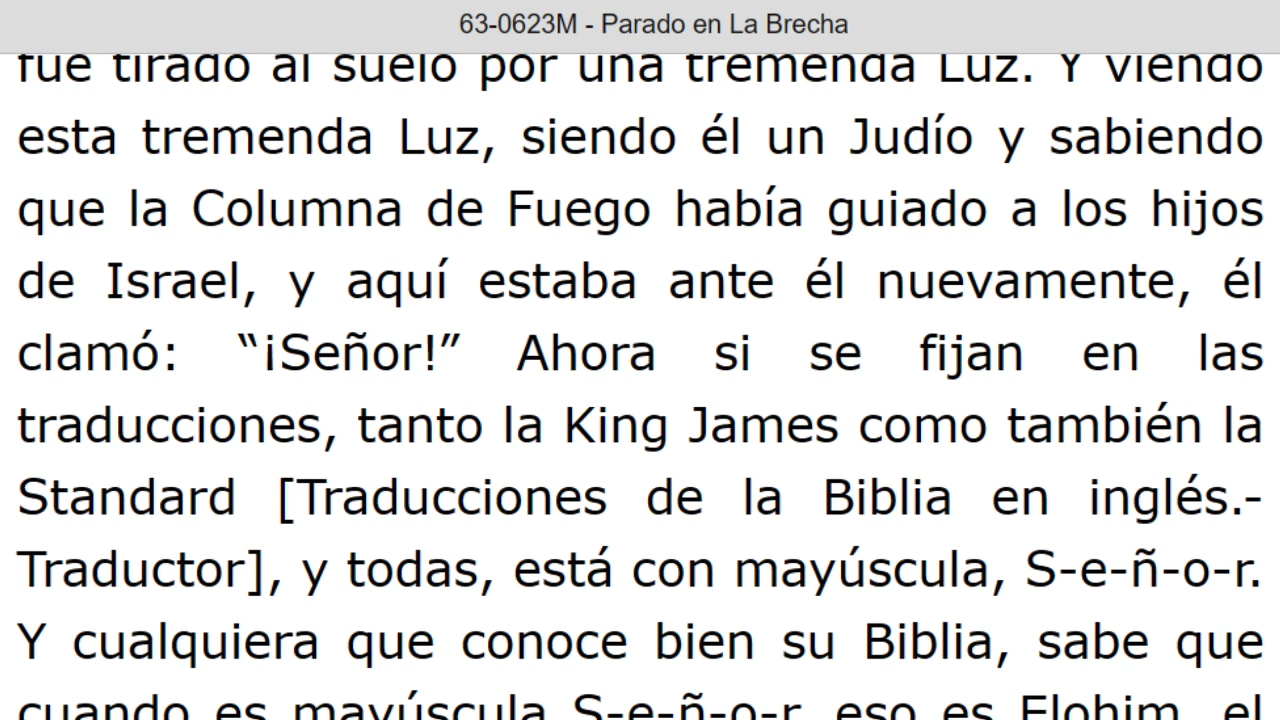 63-0623M - Parado en La Brecha
fue tirado al suelo por una tremenda Luz. Y viendo
esta tremenda Luz, siendo él un Judío y sabiendo
que la Columna de Fuego había guiado a los hijos
de Israel, y aquí estaba ante él nuevamente, él
clamó: “¡Señor!” Ahora si se fijan en las
traducciones, tanto la King James como también la
Standard [Traducciones de la Biblia en inglés.-
Traductor], y todas, está con mayúscula, S-e-ñ-o-r.
Y cualquiera que conoce bien su Biblia, sabe que
cuando es mayúscula S-e-ñ-o-r, eso es Elohim, el